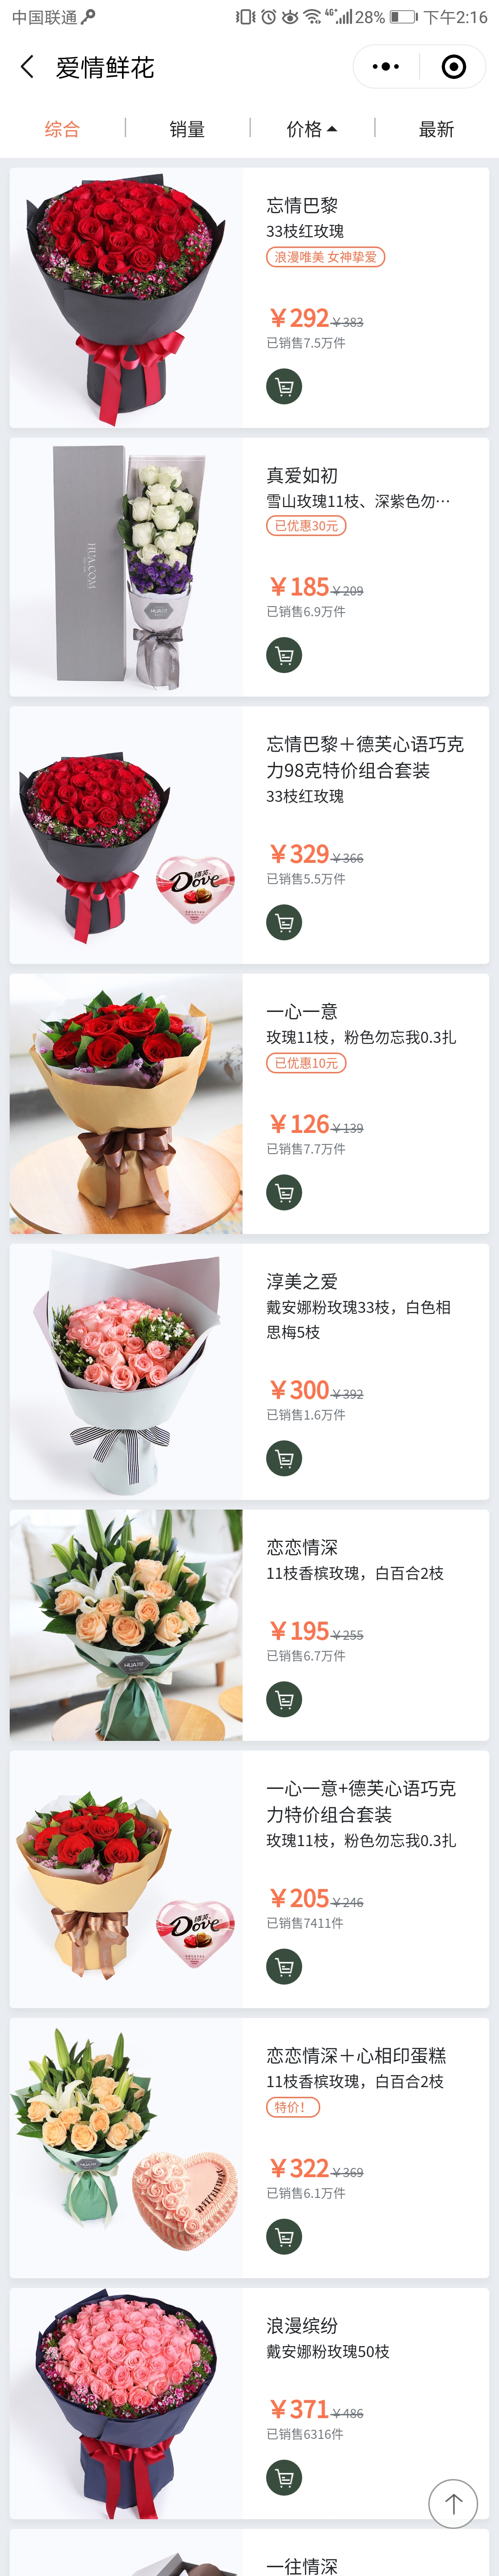 中国联通
4G+ 28% 下午2:16
爱情鲜花
综合
销量
价格
最新
忘情巴黎
33枝红玫瑰
浪漫唯美 女神挚爱
￥292 ￥383
已销售7.5万件
HUA.COM
HUA
真爱如初
雪山玫瑰11枝、深紫色勿…
已优惠30元
￥185 ￥209
已销售6.9万件
忘情巴黎＋德芙心语巧克
力98克特价组合套装
33枝红玫瑰
德芙
Dove
￥329 ￥366
已销售5.5万件
一心一意
玫瑰11枝，粉色勿忘我0.3扎
已优惠10元
￥126 ￥139
已销售7.7万件
淳美之爱
戴安娜粉玫瑰33枝，白色相
思梅5枝
￥300 ￥392
已销售1.6万件
恋恋情深
11枝香槟玫瑰，白百合2枝
HUA
￥195 ￥255
已销售6.7万件
一心一意+德芙心语巧克
力特价组合套装
玫瑰11枝，粉色勿忘我0.3扎
德芙
Dove
￥205 ￥246
已销售7411件
恋恋情深＋心相印蛋糕
11枝香槟玫瑰，白百合2枝
特价！
HUA
￥322 ￥369
已销售6.1万件
浪漫缤纷
戴安娜粉玫瑰50枝
￥371 ￥486
已销售6316件
一往情深